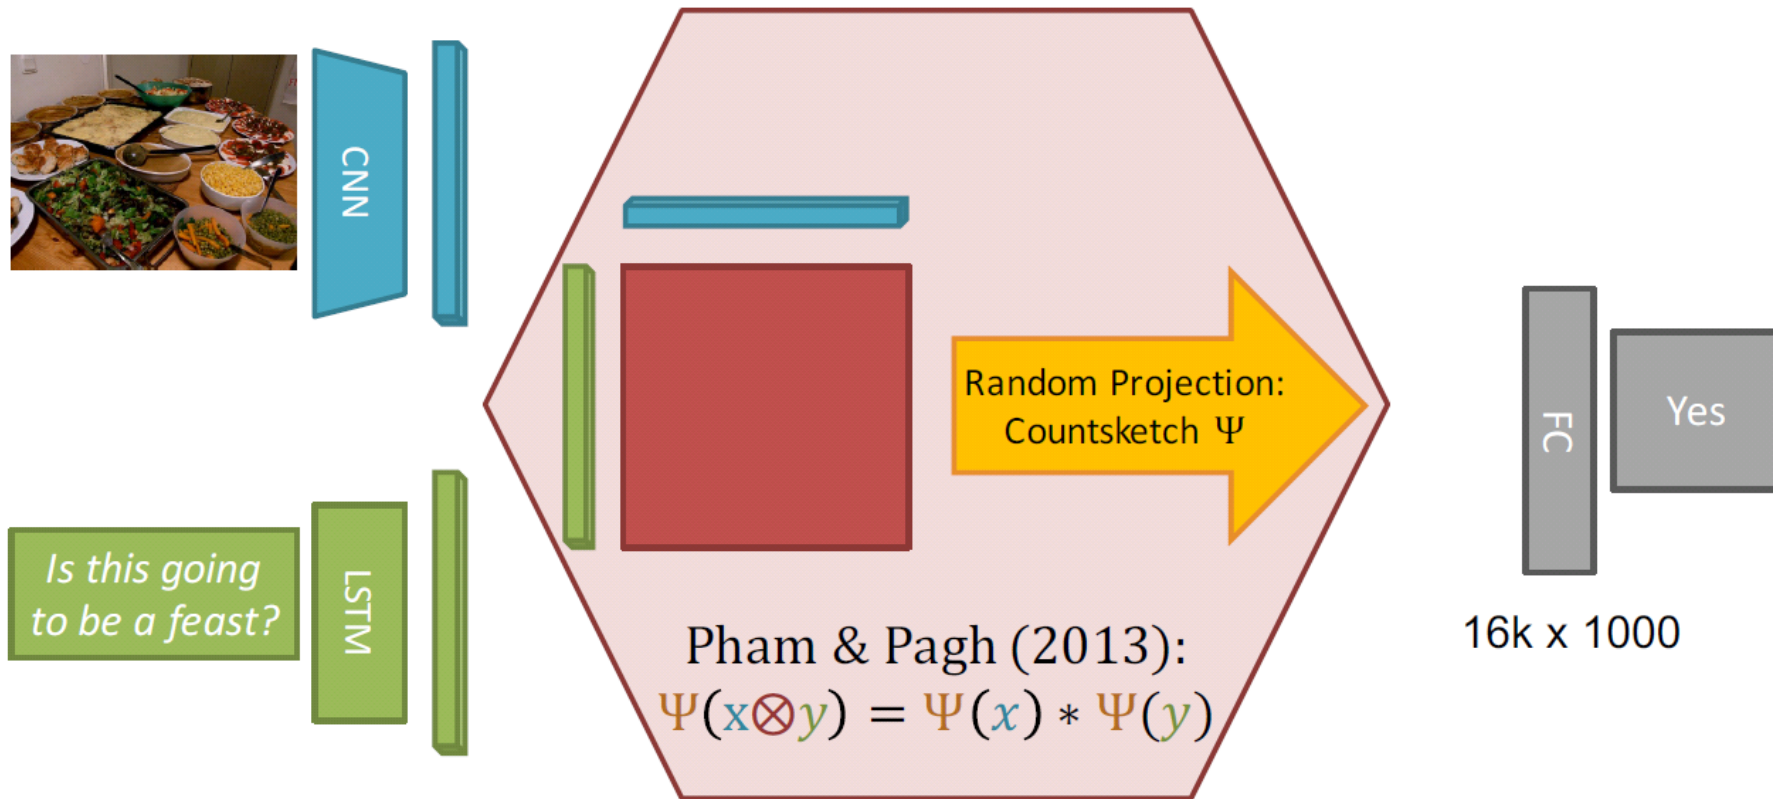 CNN
Is this going
to be a feast?
LSTM
Random Projection:
Countsketch Ψ
Pham & Pagh (2013):
Ψ(x⊗y) = Ψ(x) ∗ Ψ(y)
FC
Yes
16k x 1000